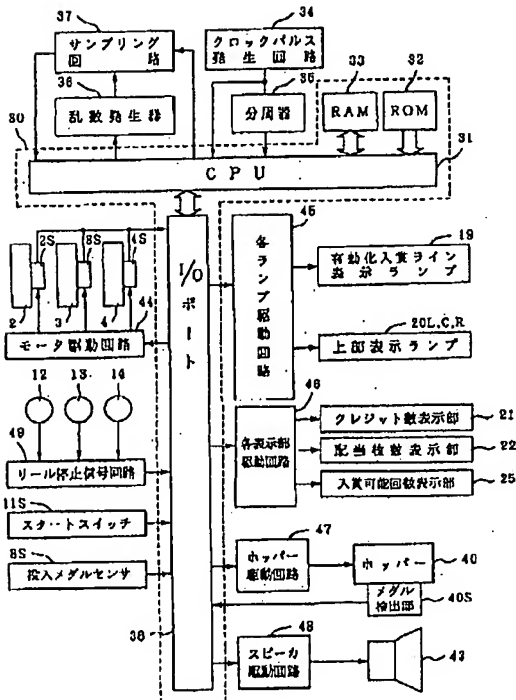 37
サンプリング
回路
34
クロックパルス
発生回路
36
乱数発生器
35
分周器
33
RAM
32
ROM
30
CPU
31
2S
3S
4S
2
3
4
44
モータ駆動回路
I/Oポート
45
各ランプ駆動回路
19
有効化入賞ライン
表示ランプ
20L,C,R
上部表示ランプ
12
13
14
49
リール停止信号回路
46
各表示部
駆動回路
クレジット数表示部
21
配当枚数表示部
22
入賞可能回数表示部
25
11S
スタートスイッチ
8S
投入メダルセンサ
47
ホッパー
駆動回路
ホッパー
40
メダル
検出部
40S
38
48
スピーカ
駆動回路
43